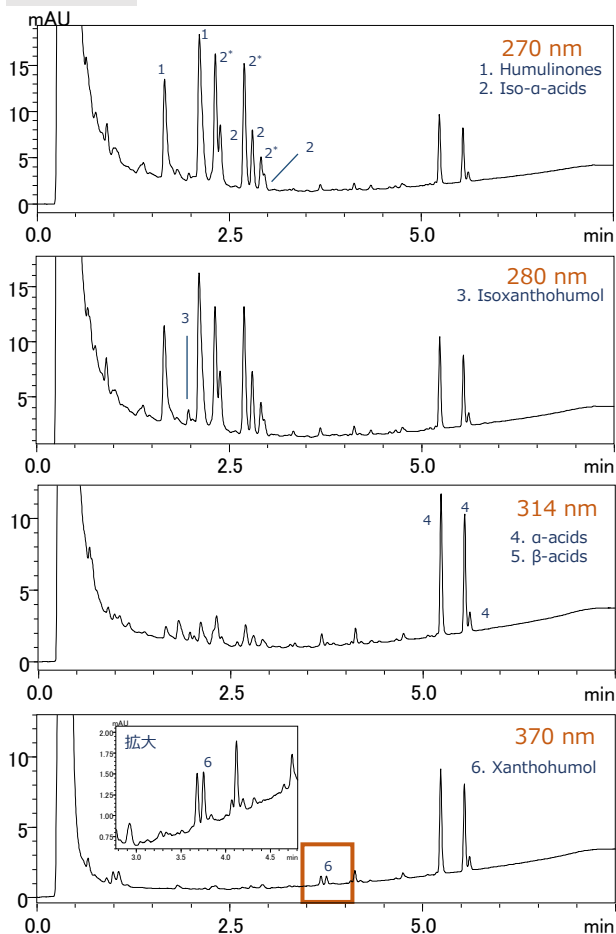 mAU
270 nm
1. Humulinones
2. Iso-α-acids
1
1
2*
2*
2
2
2*
2
15
10
5
0
0.0
2.5
5.0
min
280 nm
3. Isoxanthohumol
3
15
10
5
0.0
2.5
5.0
min
314 nm
4. α-acids
5. β-acids
4
4
4
10
5
0
0.0
2.5
5.0
min
370 nm
6. Xanthohumol
mAU
拡大
6
2.00
1.75
1.50
1.25
1.00
0.75
3.0
3.5
4.0
4.5
min
6
10
5
0
0.0
2.5
5.0
min